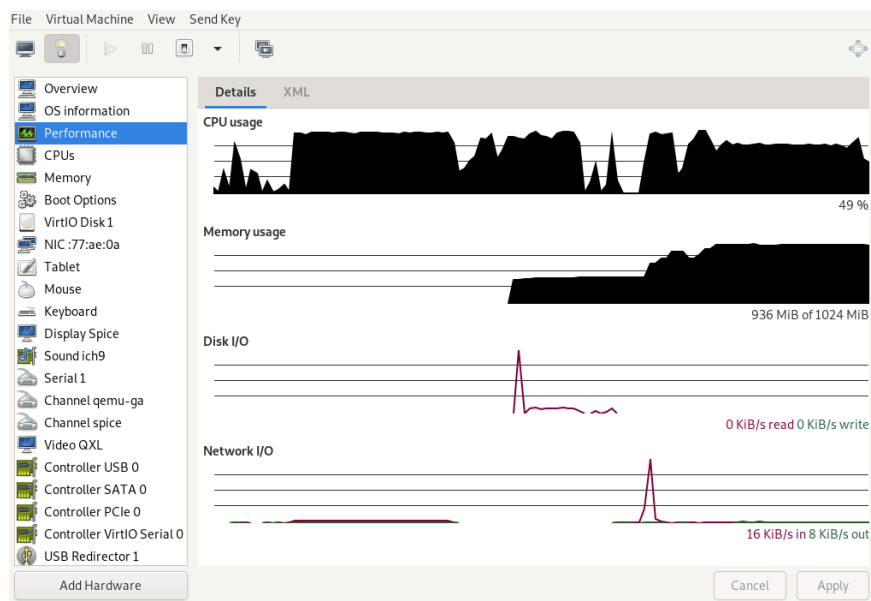 File Virtual Machine View Send Key
Overview
OS information
Performance
CPUs
Memory
Boot Options
VirtIO Disk 1
NIC :77:ae:0a
Tablet
Mouse
Keyboard
Display Spice
Sound ich9
Serial 1
Channel qemu-ga
Channel spice
Video QXL
Controller USB 0
Controller SATA 0
Controller PCIe 0
Controller VirtIO Serial 0
USB Redirector 1
Add Hardware
Details XML
CPU usage
49 %
Memory usage
936 MiB of 1024 MiB
Disk I/O
0 KiB/s read 0 KiB/s write
Network I/O
16 KiB/s in 8 KiB/s out
Cancel Apply